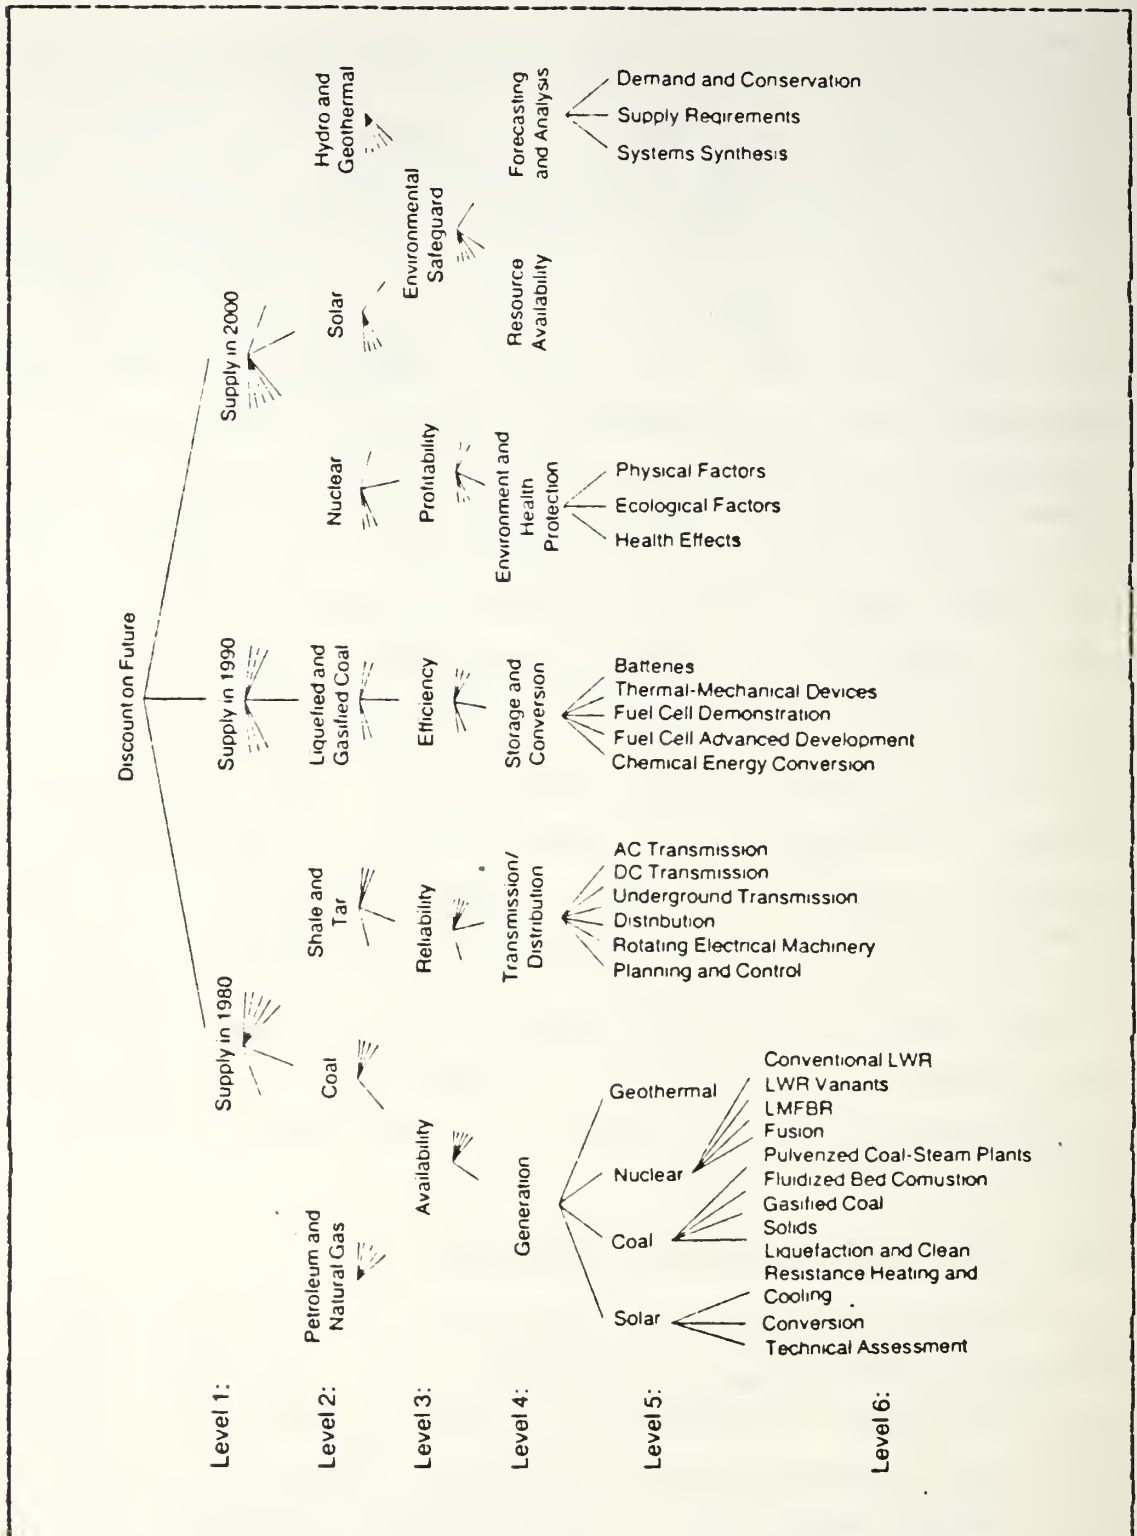 Discount on Future
Level 1:
Supply in 1980
Supply in 1990
Supply in 2000
Level 2:
Petroleum and
Natural Gas
Coal
Shale and
Tar
Liquefied and
Gasified Coal
Nuclear
Solar
Hydro and
Geothermal
Level 3:
Availability
Reliability
Efficiency
Profitability
Environmental
Safeguard
Level 4:
Generation
Transmission/
Distribution
Storage and
Conversion
Environment and
Health
Protection
Resource
Availability
Forecasting
and Analysis
Level 5:
Solar
Coal
Nuclear
Geothermal
AC Transmission
DC Transmission
Underground Transmission
Distribution
Rotating Electrical Machinery
Planning and Control
Batteries
Thermal-Mechanical Devices
Fuel Cell Demonstration
Fuel Cell Advanced Development
Chemical Energy Conversion
Physical Factors
Ecological Factors
Health Effects
Demand and Conservation
Supply Reqirements
Systems Synthesis
Level 6:
Conventional LWR
LWR Variants
LMFBR
Fusion
Pulverized Coal-Steam Plants
Fluidized Bed Comustion
Gasified Coal
Solids
Liquefaction and Clean
Resistance Heating and
Cooling
Conversion
Technical Assessment